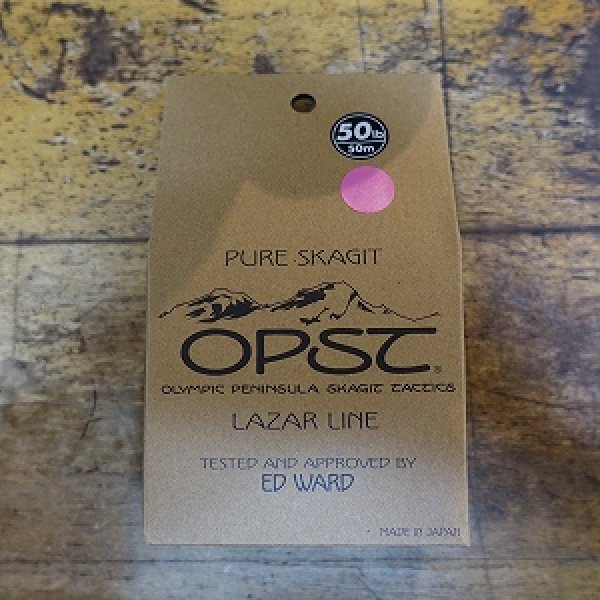 50lb
50m
PURE SKAGIT
OPST®
OLYMPIC PENINSULA SKAGIT TACTICS
LAZAR LINE
TESTED AND APPROVED BY
ED WARD
• MADE IN JAPAN